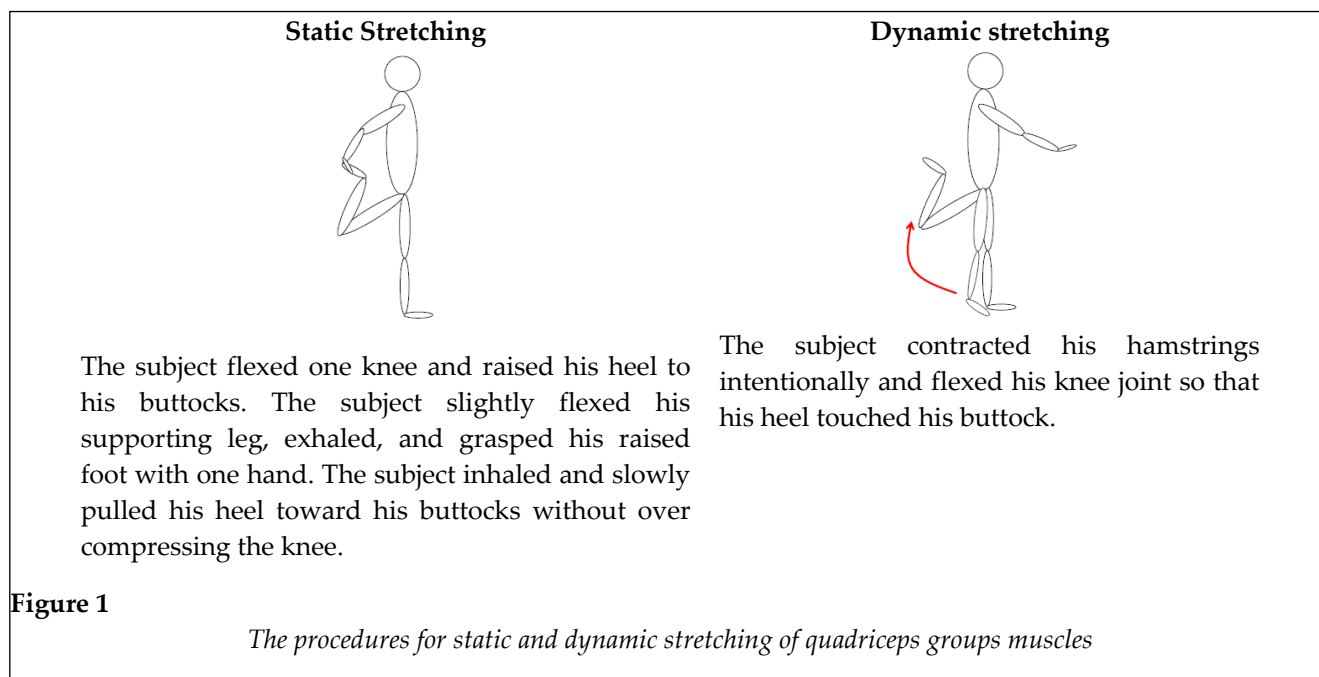 Static Stretching
The subject flexed one knee and raised his heel to
his buttocks. The subject slightly flexed his
supporting leg, exhaled, and grasped his raised
foot with one hand. The subject inhaled and slowly
pulled his heel toward his buttocks without over
compressing the knee.
Dynamic stretching
The subject contracted his hamstrings
intentionally and flexed his knee joint so that
his heel touched his buttock.
Figure 1
The procedures for static and dynamic stretching of quadriceps groups muscles